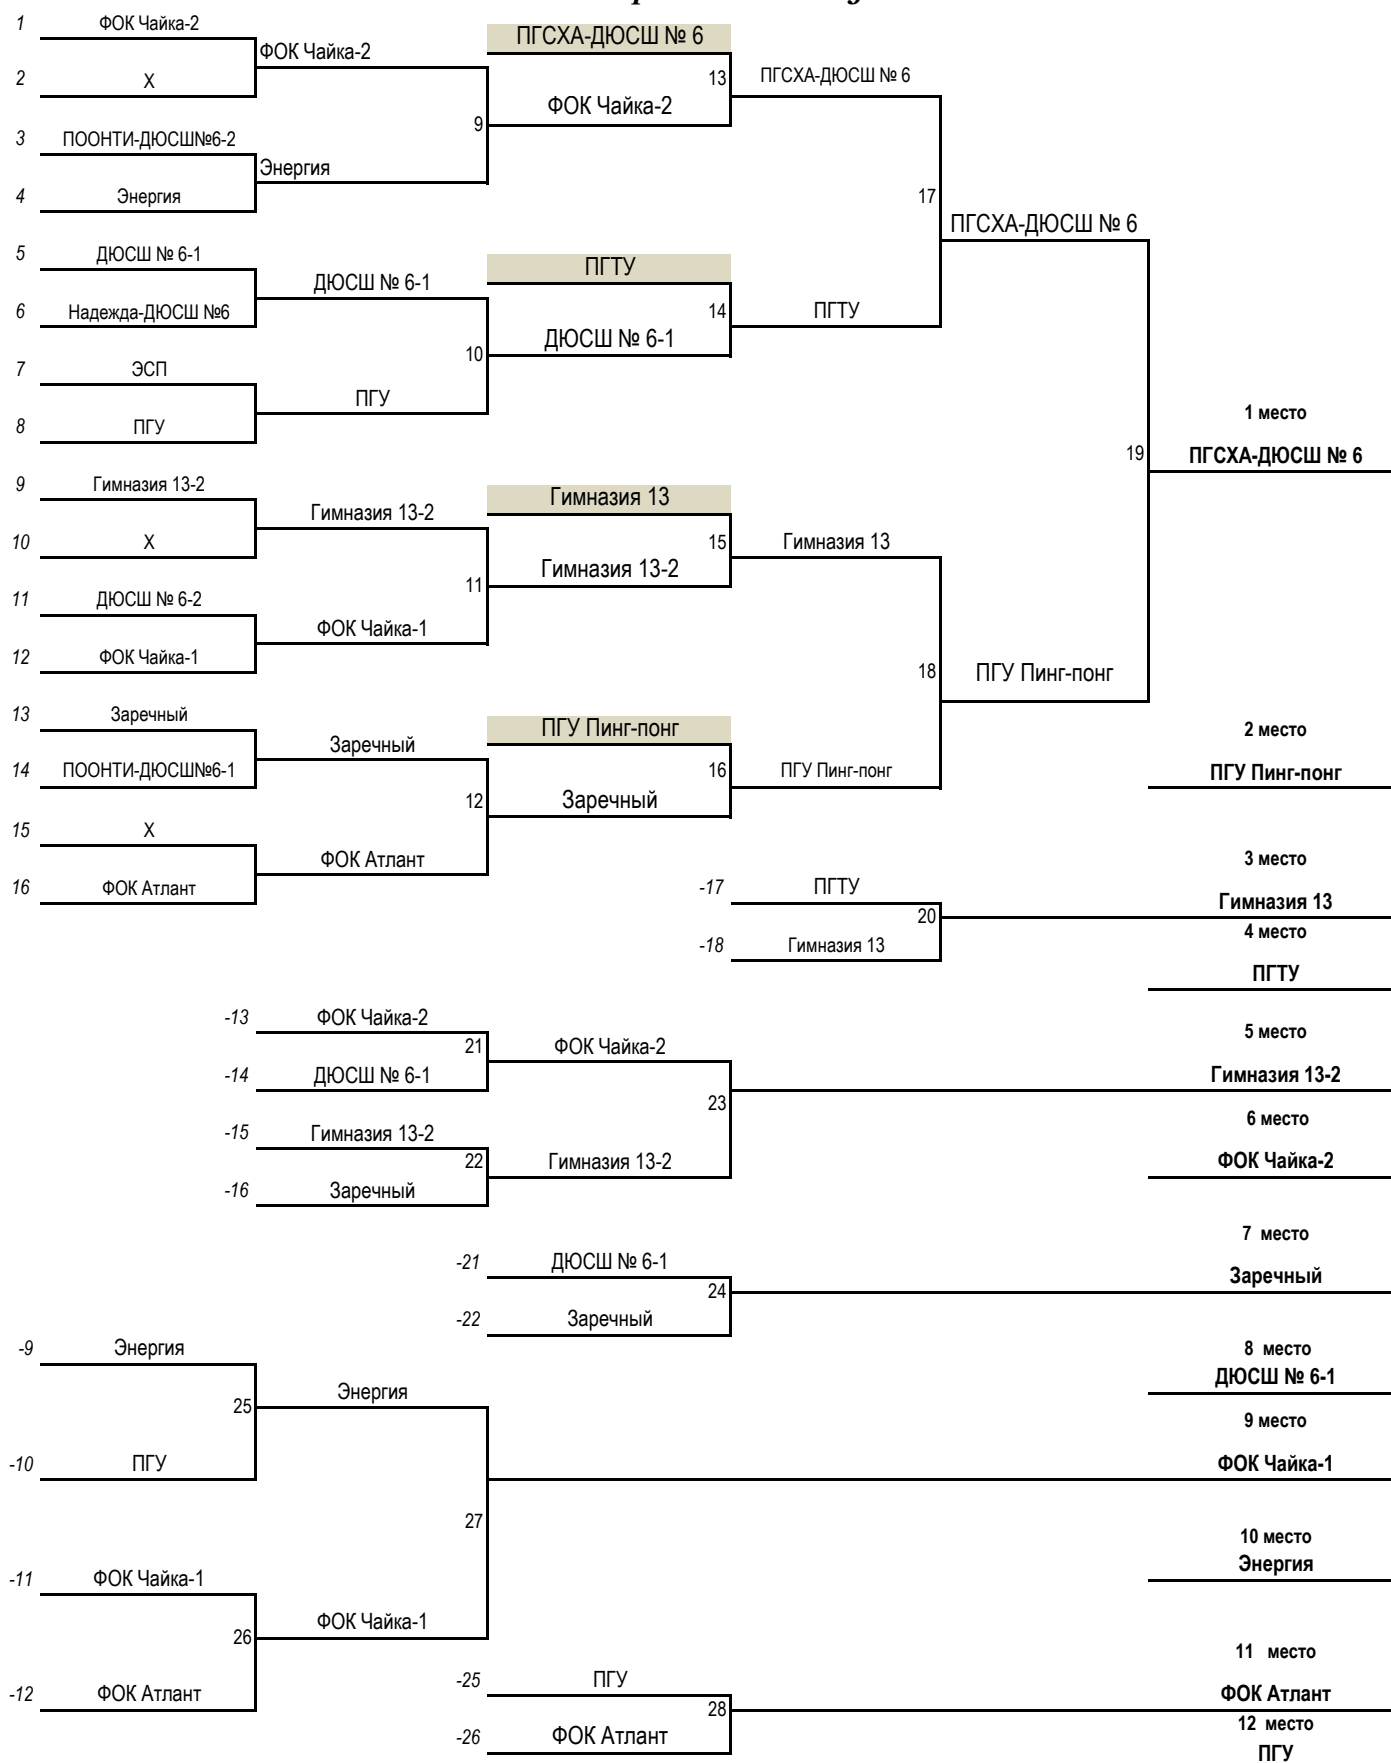 1 ФОК Чайка-2
ФОК Чайка-2
ПГСХА-ДЮСШ № 6
2 Х
13 ПГСХА-ДЮСШ № 6
ФОК Чайка-2
9
3 ПООНТИ-ДЮСШ№6-2
Энергия
4 Энергия
17
ПГСХА-ДЮСШ № 6
5 ДЮСШ № 6-1
ДЮСШ № 6-1
ПГТУ
6 Надежда-ДЮСШ №6
14 ПГТУ
ДЮСШ № 6-1
10
7 ЭСП
ПГУ
8 ПГУ
1 место
19 ПГСХА-ДЮСШ № 6
9 Гимназия 13-2
Гимназия 13-2
Гимназия 13
10 Х
15 Гимназия 13
Гимназия 13-2
11
11 ДЮСШ № 6-2
ФОК Чайка-1
12 ФОК Чайка-1
18 ПГУ Пинг-понг
13 Заречный
Заречный
ПГУ Пинг-понг
2 место
14 ПООНТИ-ДЮСШ№6-1
16 ПГУ Пинг-понг
ПГУ Пинг-понг
12 Заречный
15 Х
ФОК Атлант
3 место
16 ФОК Атлант
-17 ПГТУ
Гимназия 13
20
4 место
-18 Гимназия 13
ПГТУ
-13 ФОК Чайка-2
5 место
21 ФОК Чайка-2
-14 ДЮСШ № 6-1
Гимназия 13-2
23
6 место
-15 Гимназия 13-2
22 Гимназия 13-2
ФОК Чайка-2
-16 Заречный
7 место
-21 ДЮСШ № 6-1
Заречный
24
-22 Заречный
-9 Энергия
8 место
ДЮСШ № 6-1
Энергия
25
9 место
-10 ПГУ
ФОК Чайка-1
27
10 место
Энергия
-11 ФОК Чайка-1
ФОК Чайка-1
26
11 место
-25 ПГУ
-12 ФОК Атлант
ФОК Атлант
28
12 место
-26 ФОК Атлант
ПГУ